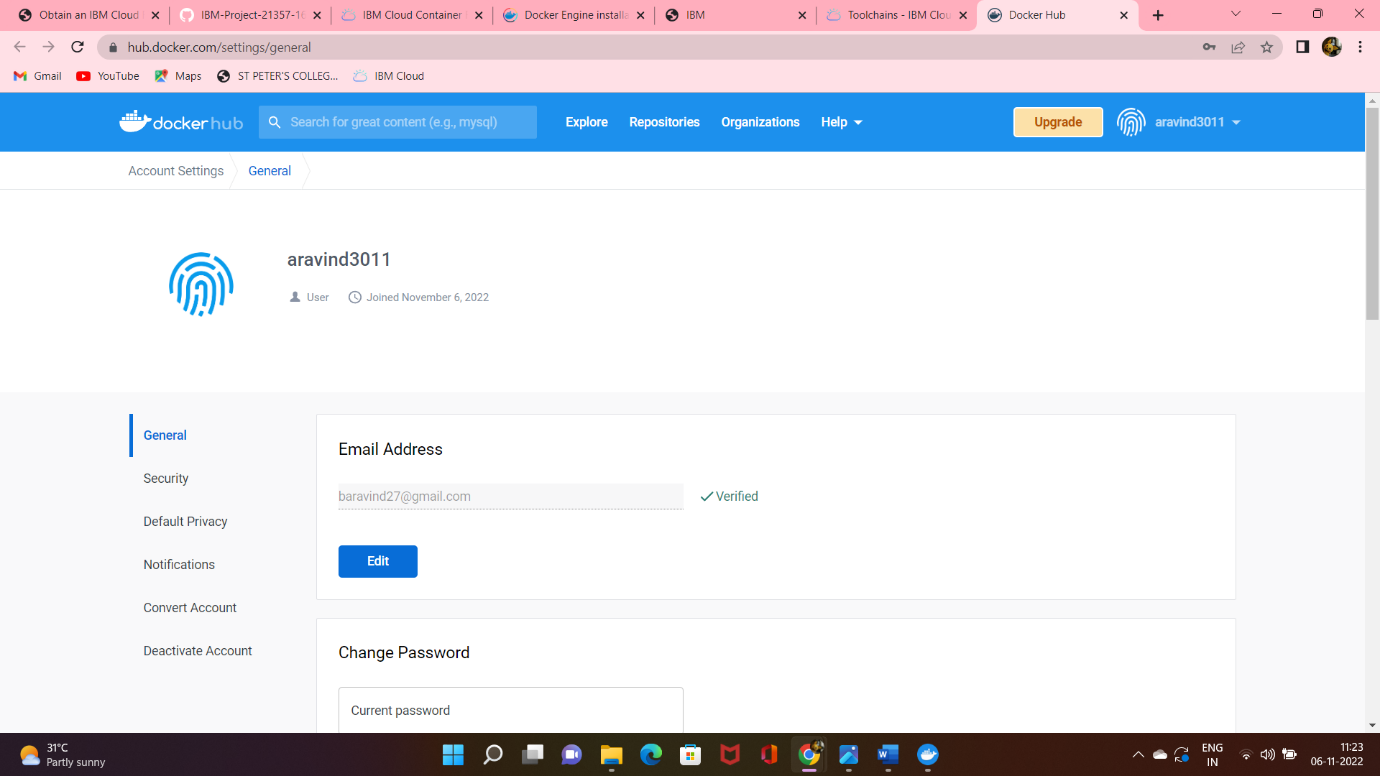 Obtain an IBM Cloud
IBM-Project-21357-16
IBM Cloud Container
Docker Engine installa
IBM
Toolchains - IBM Clou
Docker Hub
hub.docker.com/settings/general
Gmail
YouTube
Maps
ST PETER'S COLLEG...
IBM Cloud
docker hub
Search for great content (e.g., mysql)
Explore
Repositories
Organizations
Help
Upgrade
aravind3011
Account Settings
General
aravind3011
User
Joined November 6, 2022
General
Security
Default Privacy
Notifications
Convert Account
Deactivate Account
Email Address
baravind27@gmail.com
Verified
Edit
Change Password
Current password
31°C
Partly sunny
ENG
IN
11:23
06-11-2022